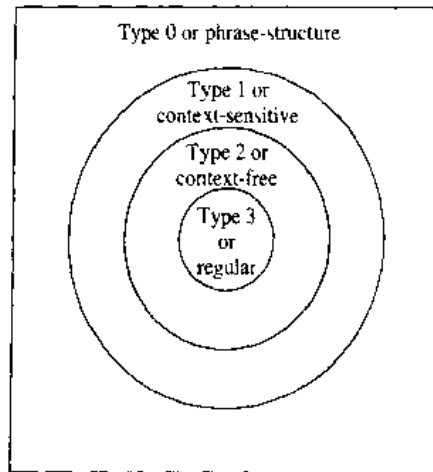 Type 0 or phrase-structure
Type 1 or
context-sensitive
Type 2 or
context-free
Type 3
or
regular